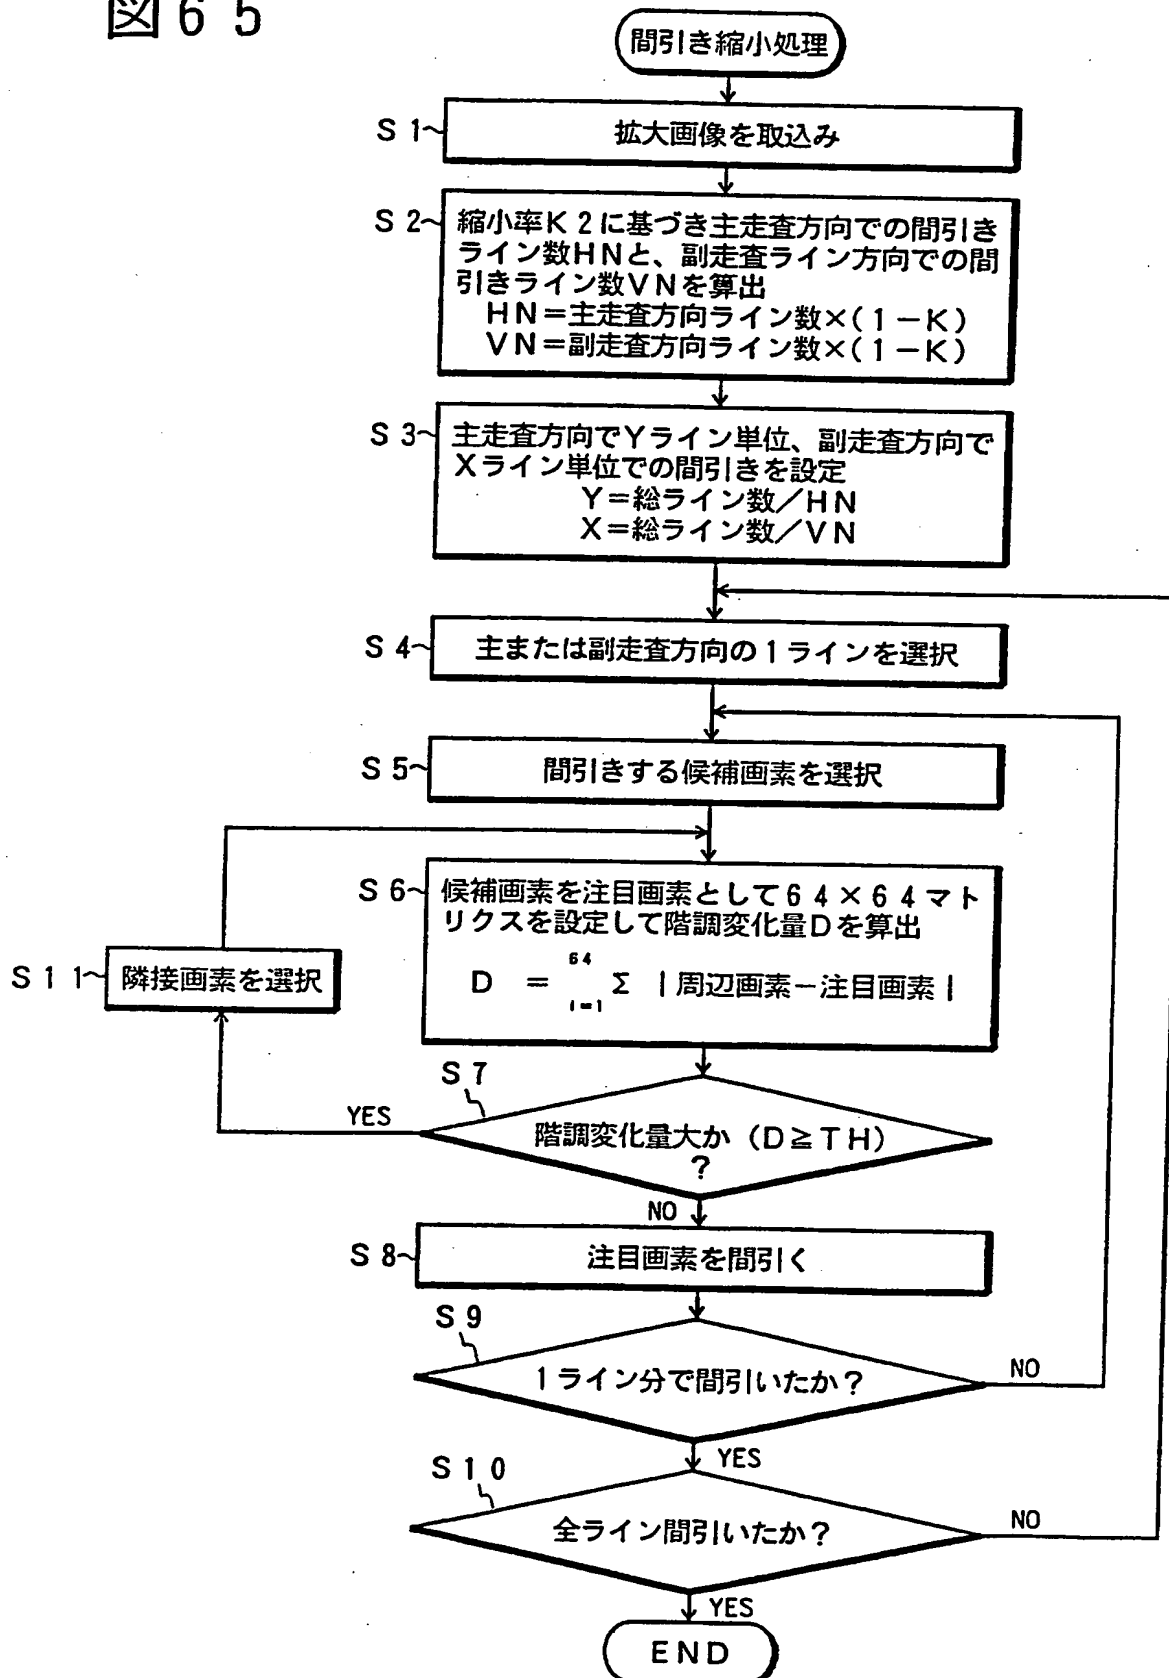 図65
間引き縮小処理
S1
拡大画像を取込み
S2
縮小率K2に基づき主走査方向での間引き
ライン数HNと、副走査ライン方向での間
引きライン数VNを算出
HN=主走査方向ライン数×(1-K)
VN=副走査方向ライン数×(1-K)
S3
主走査方向でYライン単位、副走査方向で
Xライン単位での間引きを設定
Y=総ライン数/HN
X=総ライン数/VN
S4
主または副走査方向の1ラインを選択
S5
間引きする候補画素を選択
S6
候補画素を注目画素として64×64マト
リクスを設定して階調変化量Dを算出
64
D = Σ |周辺画素-注目画素|
i=1
S11
隣接画素を選択
S7
YES
階調変化量大か(D≧TH)
?
NO
S8
注目画素を間引く
S9
1ライン分で間引いたか?
NO
YES
S10
全ライン間引いたか?
NO
YES
END